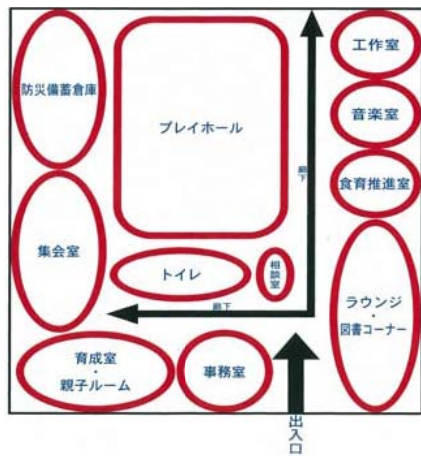 防災備蓄倉庫
プレイホール
工作室
音楽室
食育推進室
廊下
集会室
トイレ
相談室
廊下
ラウンジ
・
図書コーナー
育成室
・
親子ルーム
事務室
出入口